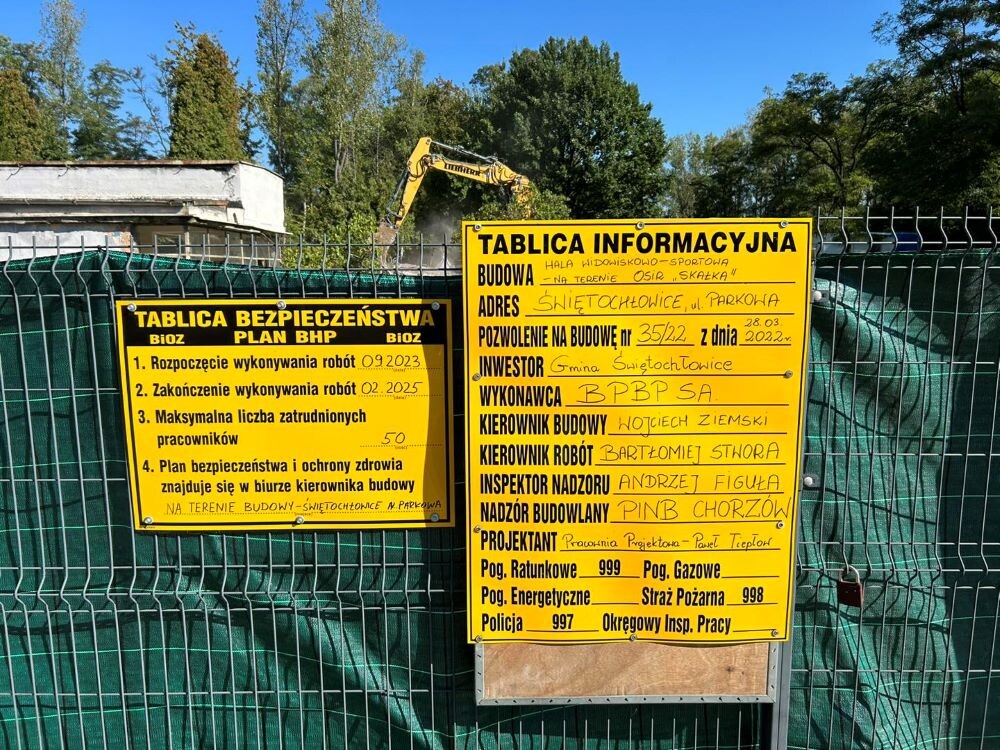 LIEBHERR
TABLICA BEZPIECZEŃSTWA
BiOZ PLAN BHP BiOZ
1. Rozpoczęcie wykonywania robót 09.2023
2. Zakończenie wykonywania robót 02.2025
3. Maksymalna liczba zatrudnionych
pracowników 50
4. Plan bezpieczeństwa i ochrony zdrowia
znajduje się w biurze kierownika budowy
NA TERENIE BUDOWY-ŚWIĘTOCHŁOWICE PARKOWA
TABLICA INFORMACYJNA
BUDOWA HALA WIDOWISKOWO-SPORTOWA
-NA TERENIE OSiR "SKAŁKA"
ADRES ŚWIĘTOCHŁOWICE, ul. PARKOWA
POZWOLENIE NA BUDOWĘ nr 35/22 z dnia 28.03.
2022r.
INWESTOR Gmina Świętochłowice
WYKONAWCA BPBP SA.
KIEROWNIK BUDOWY WOJCIECH ZIEMSKI
KIEROWNIK ROBÓT BARTŁOMIEJ STWORA
INSPEKTOR NADZORU ANDRZEJ FIGUŁA
NADZÓR BUDOWLANY PINB CHORZÓW
PROJEKTANT Pracownia Projektowa-Paweł Tiepłow
Pog. Ratunkowe 999 Pog. Gazowe
Pog. Energetyczne Straż Pożarna 998
Policja 997 Okręgowy Insp. Pracy